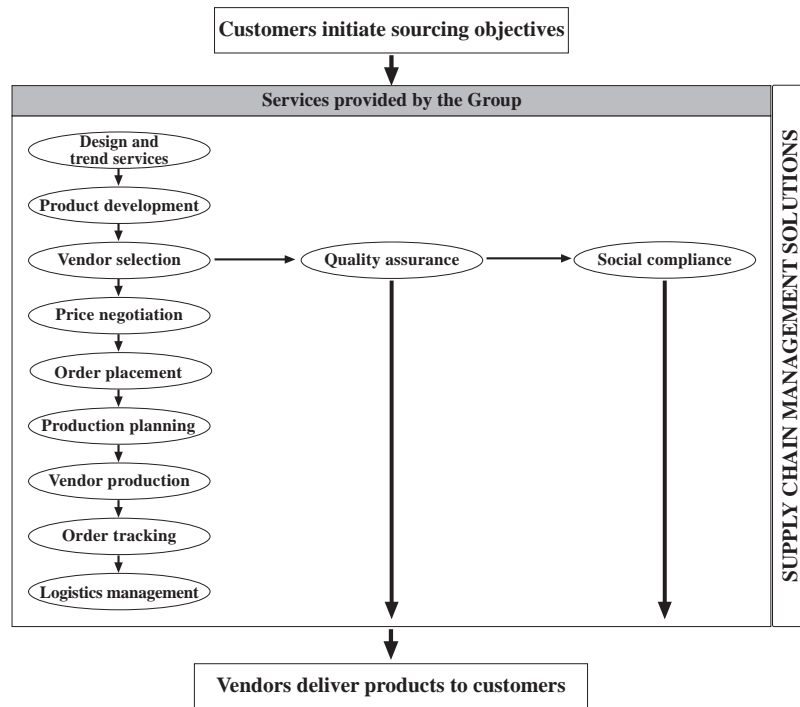 Customers initiate sourcing objectives
Services provided by the Group
Design and
trend services
Product development
Vendor selection
Quality assurance
Social compliance
Price negotiation
Order placement
Production planning
Vendor production
Order tracking
Logistics management
SUPPLY CHAIN MANAGEMENT SOLUTIONS
Vendors deliver products to customers